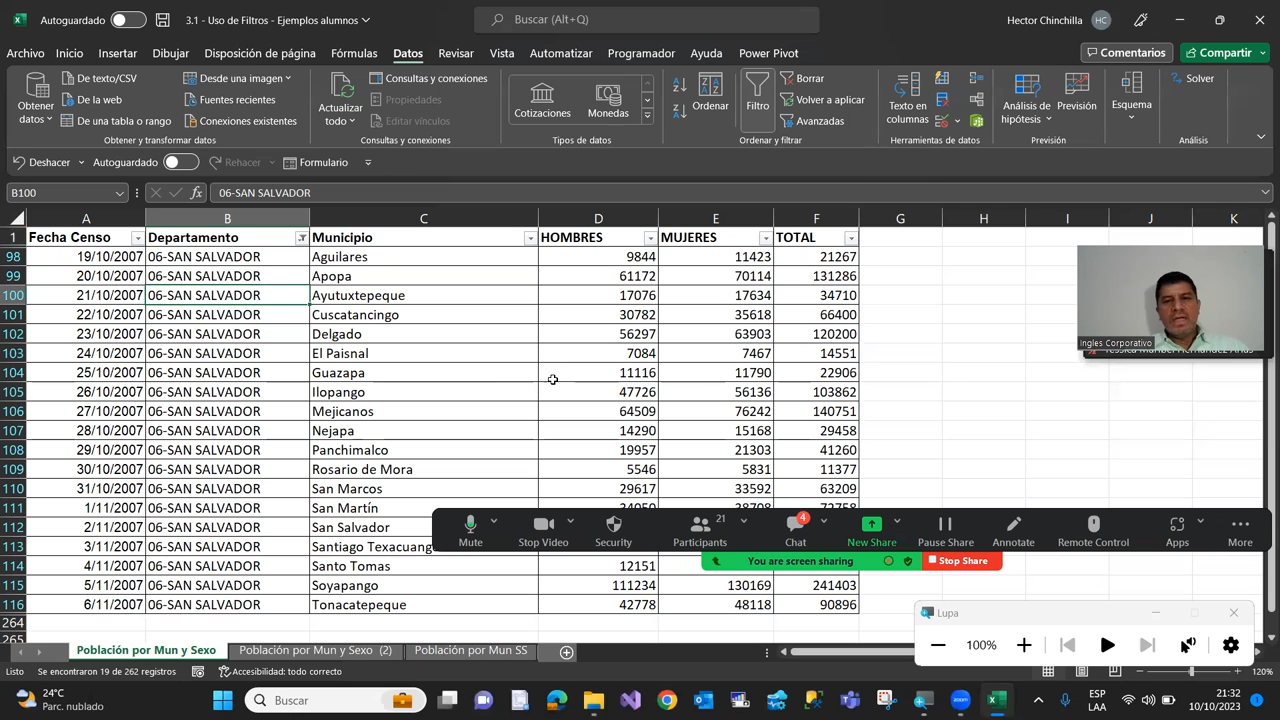 Autoguardado
3.1 - Uso de Filtros - Ejemplos alumnos
Buscar (Alt+Q)
Hector Chinchilla
HC
Archivo Inicio Insertar Dibujar Disposición de página Fórmulas Datos Revisar Vista Automatizar Programador Ayuda Power Pivot
Comentarios
Compartir
Obtener datos
De texto/CSV
De la web
De una tabla o rango
Desde una imagen
Fuentes recientes
Conexiones existentes
Obtener y transformar datos
Actualizar todo
Consultas y conexiones
Propiedades
Editar vínculos
Consultas y conexiones
Cotizaciones
Monedas
Tipos de datos
Ordenar
Filtro
Borrar
Volver a aplicar
Avanzadas
Ordenar y filtrar
Texto en columnas
Herramientas de datos
Análisis de hipótesis
Previsión
Previsión
Esquema
Solver
Análisis
Deshacer Autoguardado Rehacer Formulario
B100
fx
06-SAN SALVADOR
A B C D E F G H I J K
1 Fecha Censo Departamento Municipio HOMBRES MUJERES TOTAL
98 19/10/2007 06-SAN SALVADOR Aguilares 9844 11423 21267
99 20/10/2007 06-SAN SALVADOR Apopa 61172 70114 131286
100 21/10/2007 06-SAN SALVADOR Ayutuxtepeque 17076 17634 34710
101 22/10/2007 06-SAN SALVADOR Cuscatancingo 30782 35618 66400
102 23/10/2007 06-SAN SALVADOR Delgado 56297 63903 120200
103 24/10/2007 06-SAN SALVADOR El Paisnal 7084 7467 14551
104 25/10/2007 06-SAN SALVADOR Guazapa 11116 11790 22906
105 26/10/2007 06-SAN SALVADOR Ilopango 47726 56136 103862
106 27/10/2007 06-SAN SALVADOR Mejicanos 64509 76242 140751
107 28/10/2007 06-SAN SALVADOR Nejapa 14290 15168 29458
108 29/10/2007 06-SAN SALVADOR Panchimalco 19957 21303 41260
109 30/10/2007 06-SAN SALVADOR Rosario de Mora 5546 5831 11377
110 31/10/2007 06-SAN SALVADOR San Marcos 29617 33592 63209
111 1/11/2007 06-SAN SALVADOR San Martín
112 2/11/2007 06-SAN SALVADOR San Salvador
113 3/11/2007 06-SAN SALVADOR Santiago Texacuang
114 4/11/2007 06-SAN SALVADOR Santo Tomas 12151
115 5/11/2007 06-SAN SALVADOR Soyapango 111234 130169 241403
116 6/11/2007 06-SAN SALVADOR Tonacatepeque 42778 48118 90896
264
265
Ingles Corporativo
Mute
Stop Video
Security
21
Participants
4
Chat
New Share
Pause Share
Annotate
Remote Control
Apps
More
You are screen sharing
Stop Share
Lupa
100%
Población por Mun y Sexo
Población por Mun y Sexo (2)
Población por Mun SS
Listo
Se encontraron 19 de 262 registros
Accesibilidad: todo correcto
120%
24°C
Parc. nublado
Buscar
zoom
ESP
LAA
21:32
10/10/2023